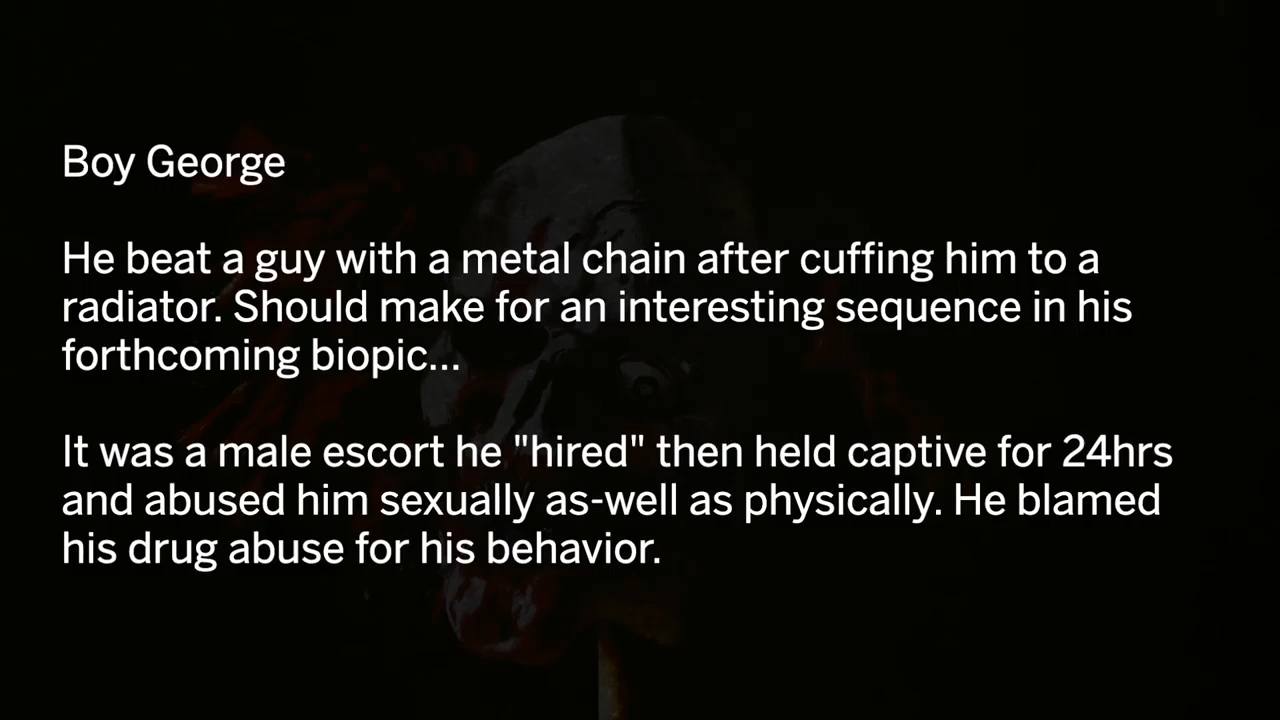 Boy George
He beat a guy with a metal chain after cuffing him to a
radiator. Should make for an interesting sequence in his
forthcoming biopic...
It was a male escort he "hired" then held captive for 24hrs
and abused him sexually as-well as physically. He blamed
his drug abuse for his behavior.